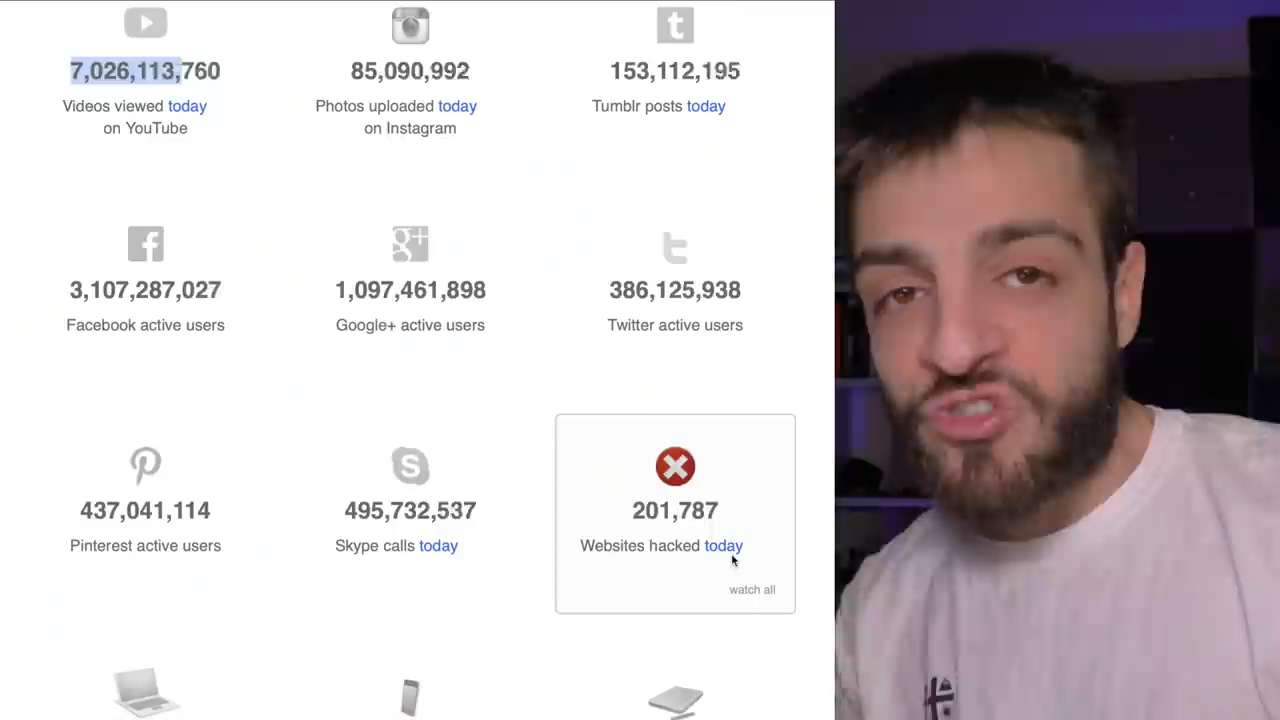 7,026,113,760
Videos viewed today
on YouTube
85,090,992
Photos uploaded today
on Instagram
153,112,195
Tumblr posts today
3,107,287,027
Facebook active users
1,097,461,898
Google+ active users
386,125,938
Twitter active users
437,041,114
Pinterest active users
495,732,537
Skype calls today
201,787
Websites hacked today
watch all